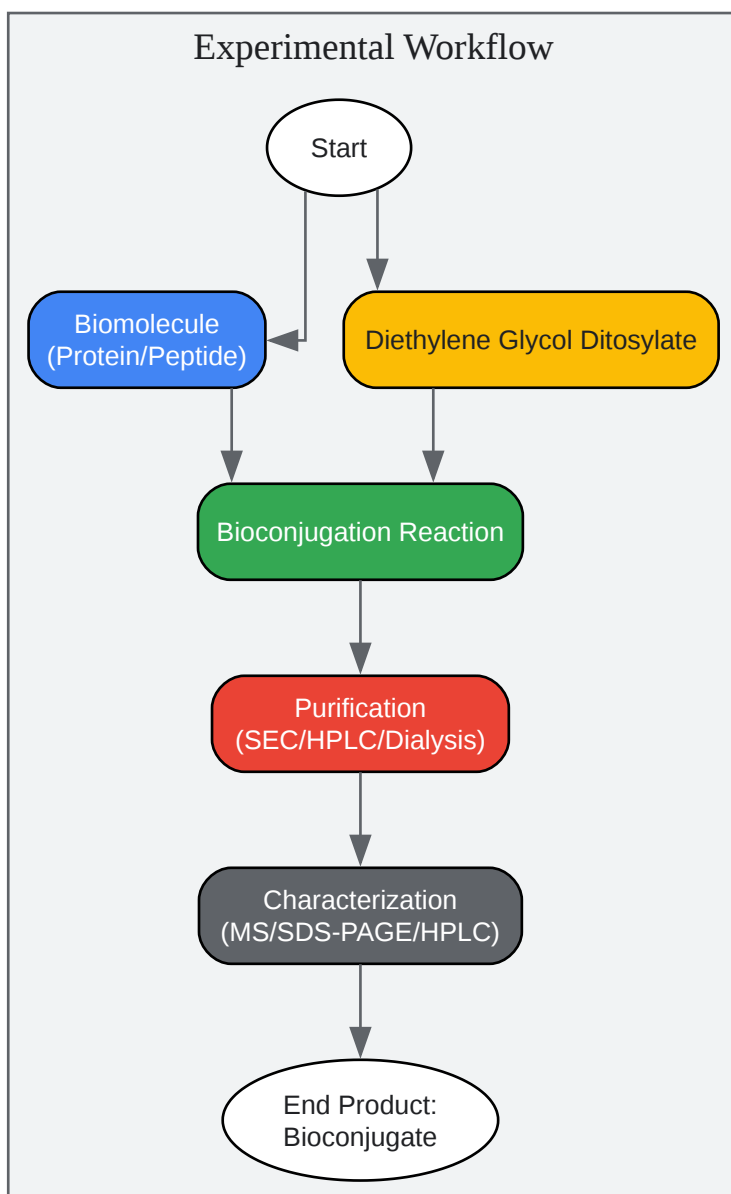 Experimental Workflow
Start
Biomolecule
(Protein/Peptide)
Diethylene Glycol Ditosylate
Bioconjugation Reaction
Purification
(SEC/HPLC/Dialysis)
Characterization
(MS/SDS-PAGE/HPLC)
End Product:
Bioconjugate